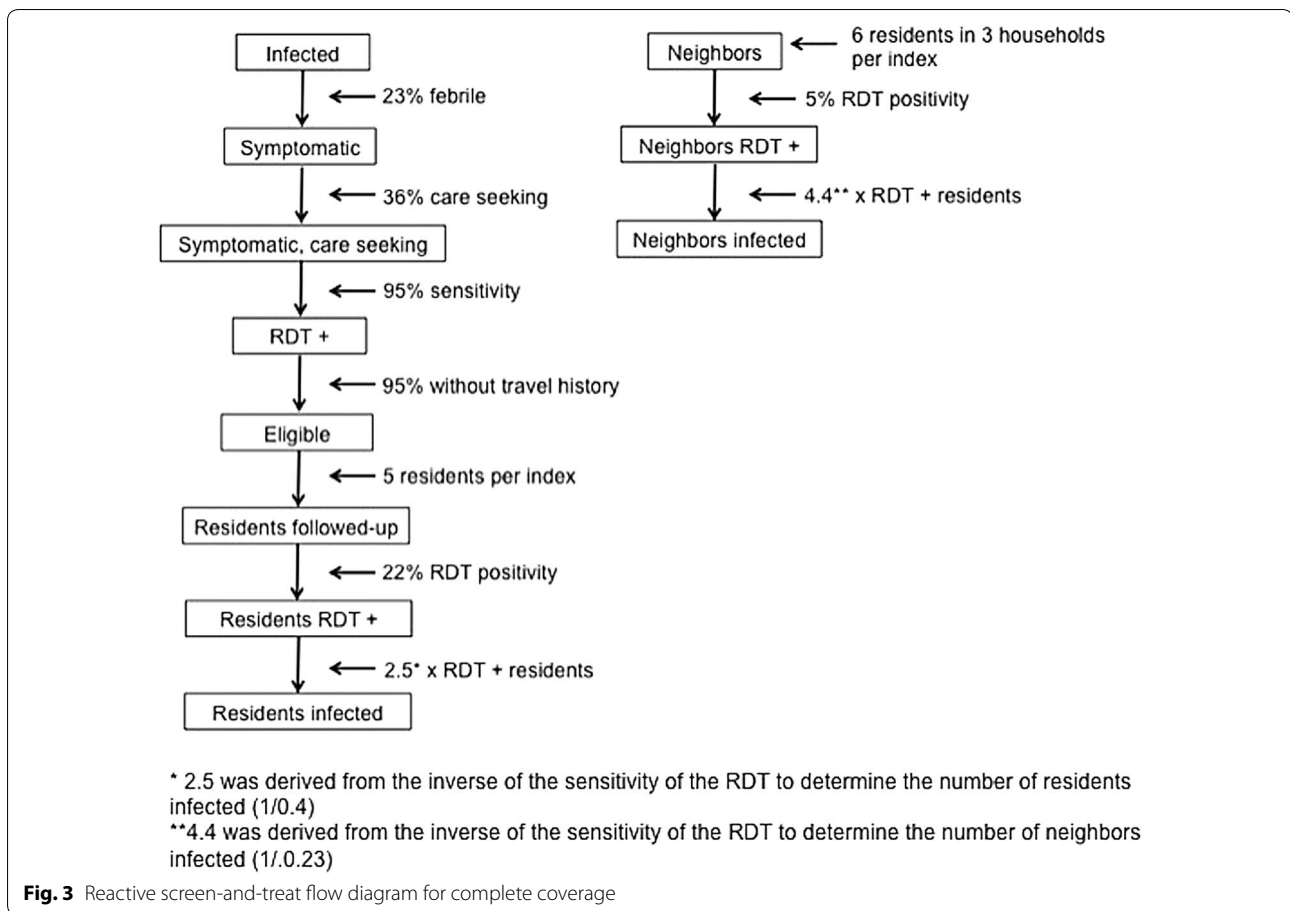 Infected
23% febrile
Symptomatic
36% care seeking
Symptomatic, care seeking
95% sensitivity
RDT +
95% without travel history
Eligible
5 residents per index
Residents followed-up
22% RDT positivity
Residents RDT +
2.5* x RDT + residents
Residents infected
Neighbors
6 residents in 3 households
per index
5% RDT positivity
Neighbors RDT +
4.4** x RDT + residents
Neighbors infected
* 2.5 was derived from the inverse of the sensitivity of the RDT to determine the number of residents
infected (1/0.4)
**4.4 was derived from the inverse of the sensitivity of the RDT to determine the number of neighbors
infected (1/.0.23)
Fig. 3 Reactive screen-and-treat flow diagram for complete coverage